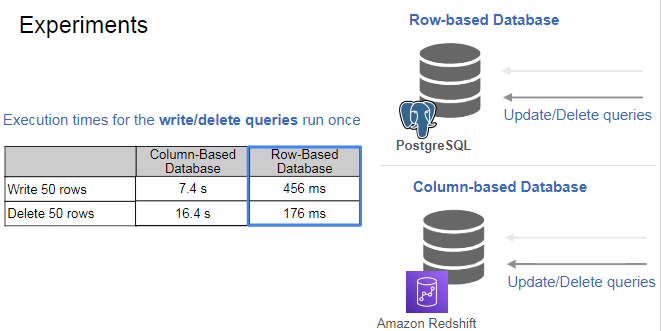 Experiments
Execution times for the write/delete queries run once
Column-Based Database
Row-Based Database
Write 50 rows 7.4 s 456 ms
Delete 50 rows 16.4 s 176 ms
Row-based Database
Update/Delete queries
PostgreSQL
Column-based Database
Update/Delete queries
Amazon Redshift